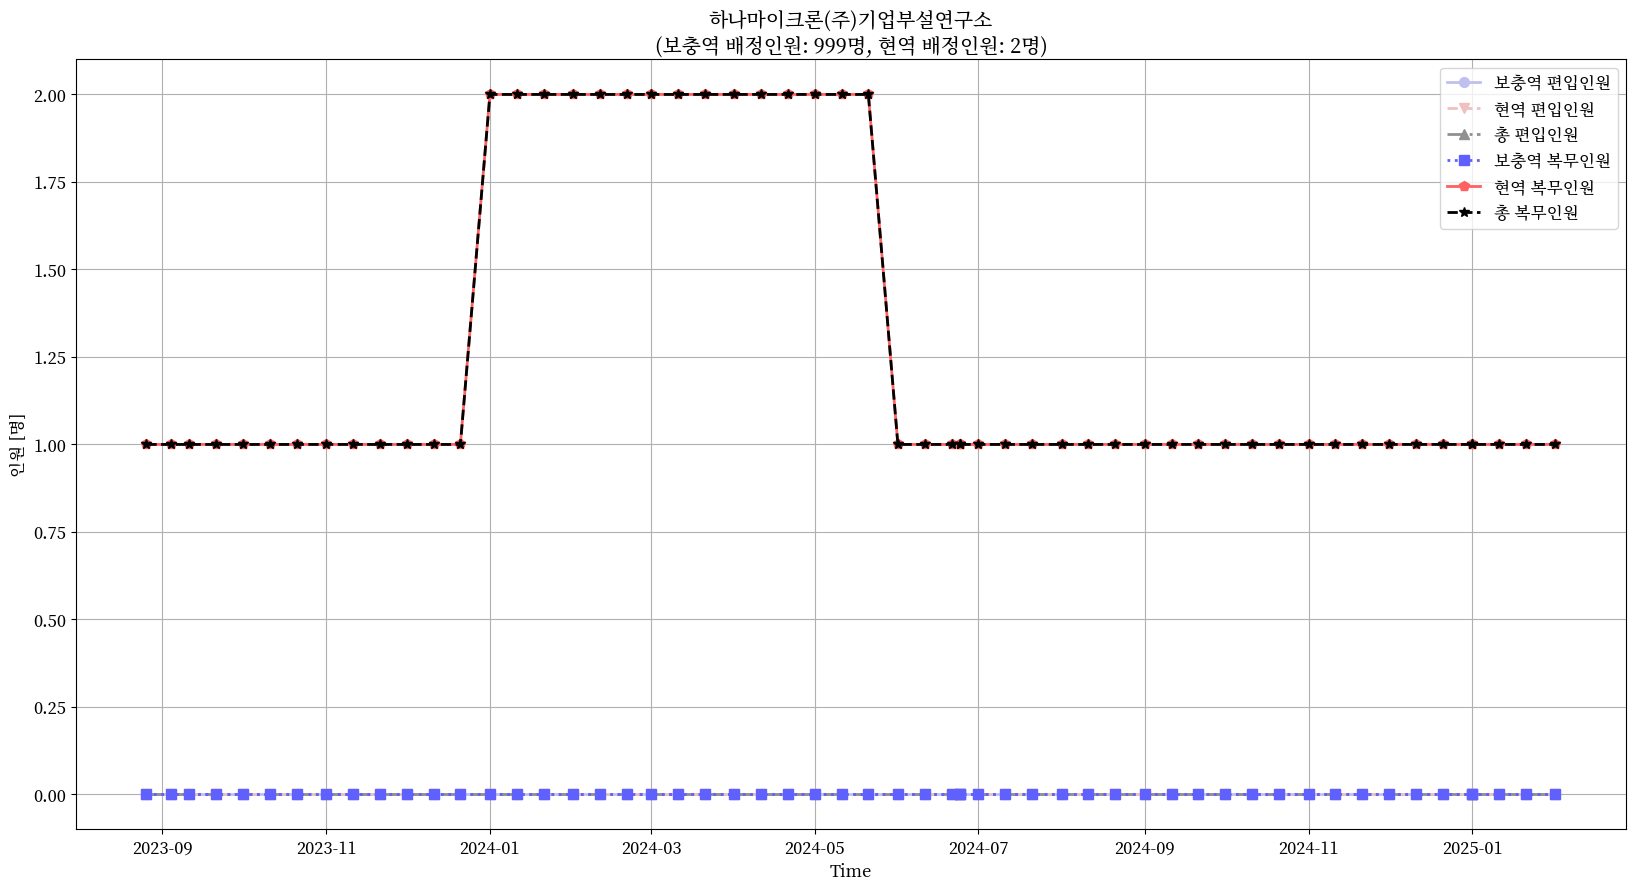 하나마이크론(주)기업부설연구소
(보충역 배정인원: 999명, 현역 배정인원: 2명)
보충역 편입인원
현역 편입인원
총 편입인원
보충역 복무인원
현역 복무인원
총 복무인원
인원 [명]
2.00
1.75
1.50
1.25
1.00
0.75
0.50
0.25
0.00
2023-09 2023-11 2024-01 2024-03 2024-05 2024-07 2024-09 2024-11 2025-01
Time